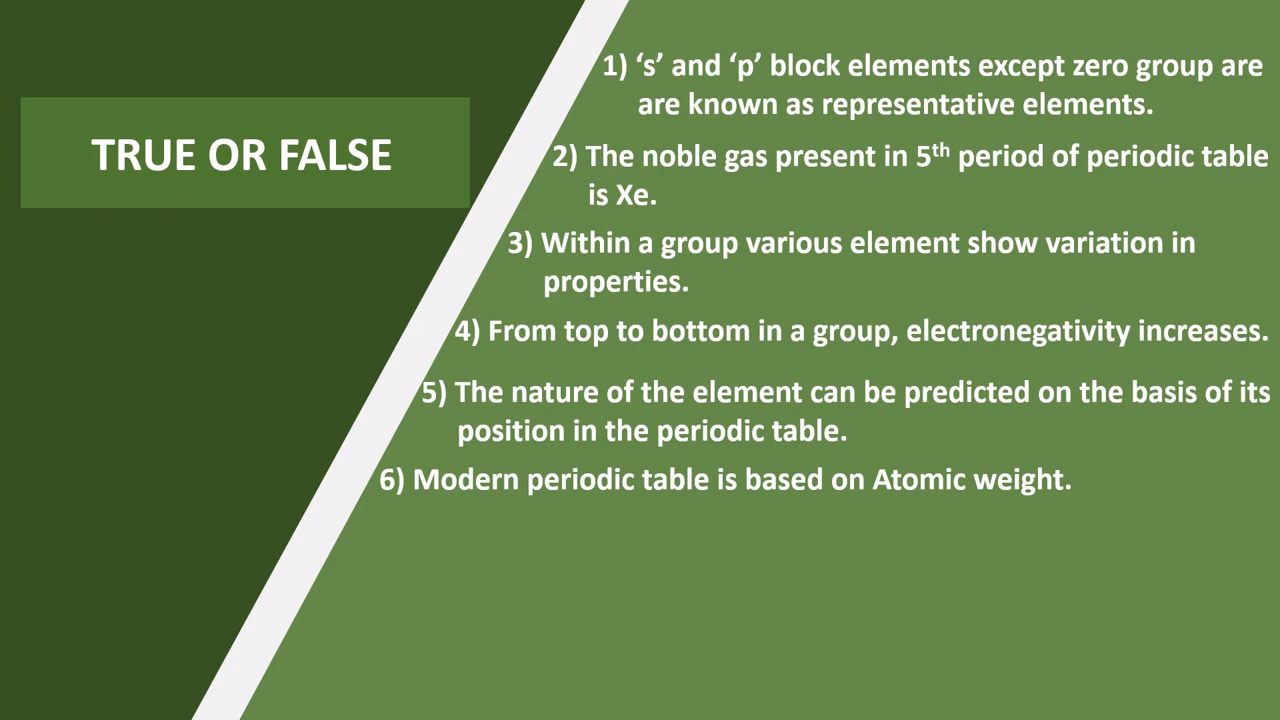 TRUE OR FALSE
1) ‘s’ and ‘p’ block elements except zero group are
are known as representative elements.
2) The noble gas present in 5th period of periodic table
is Xe.
3) Within a group various element show variation in
properties.
4) From top to bottom in a group, electronegativity increases.
5) The nature of the element can be predicted on the basis of its
position in the periodic table.
6) Modern periodic table is based on Atomic weight.